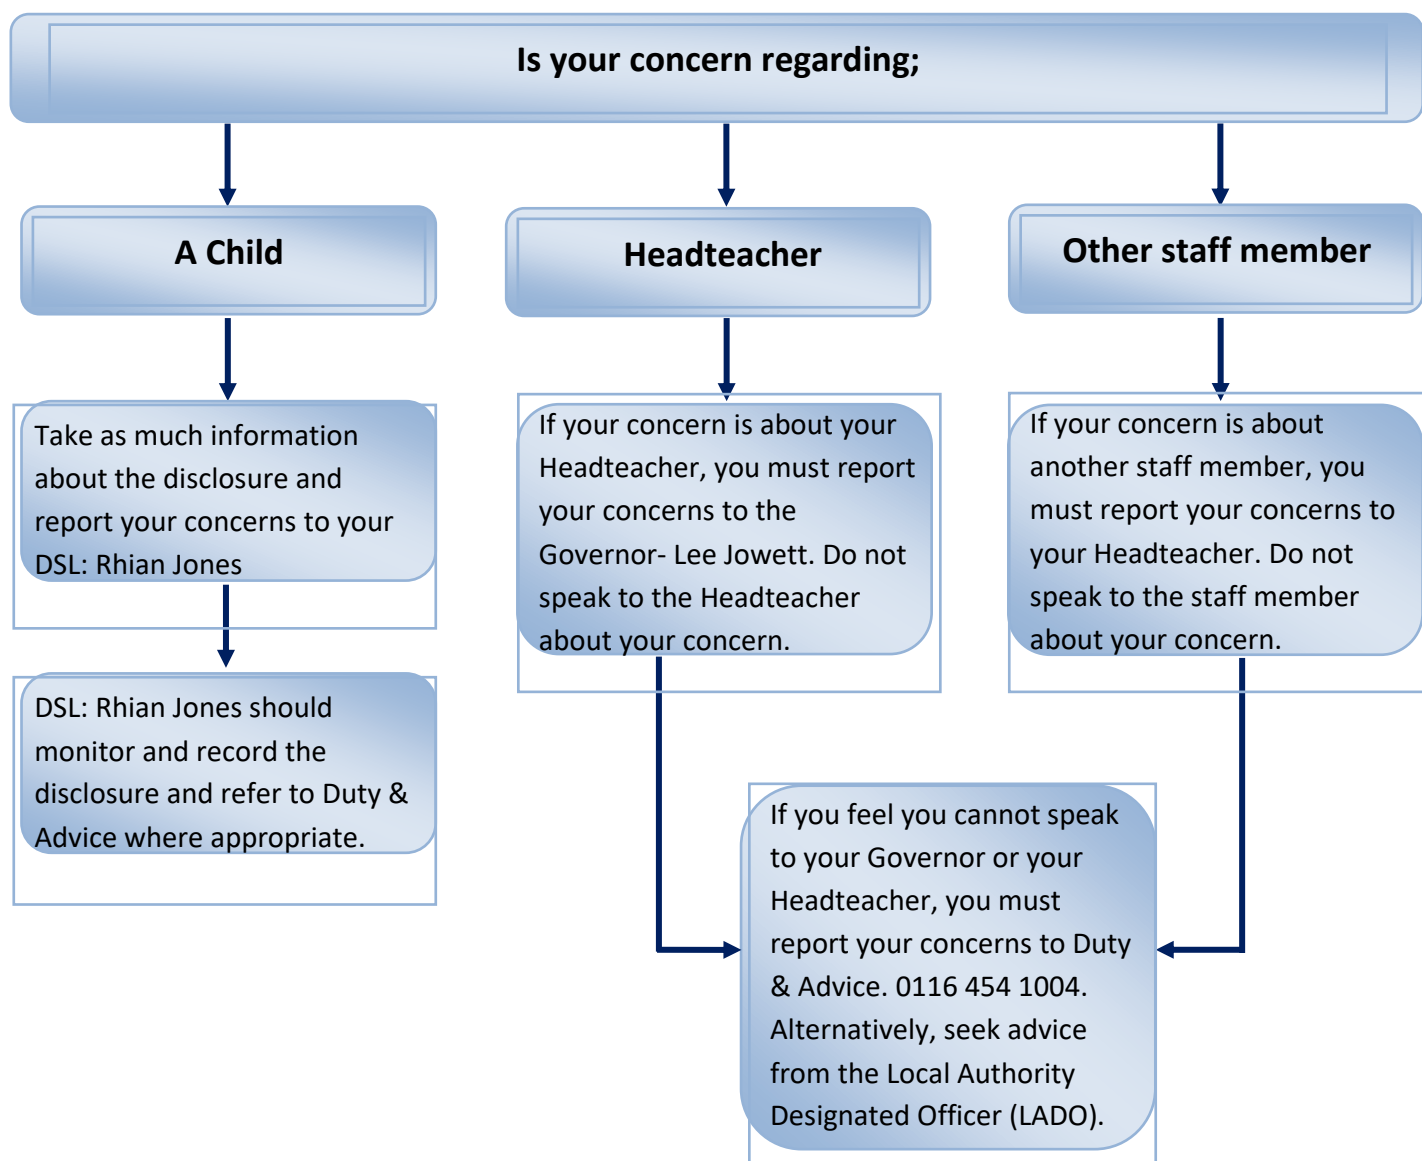 Is your concern regarding;
A Child
Headteacher
Other staff member
Take as much information
about the disclosure and
report your concerns to your
DSL: Rhian Jones
If your concern is about your
Headteacher, you must report
your concerns to the
Governor- Lee Jowett. Do not
speak to the Headteacher
about your concern.
If your concern is about
another staff member, you
must report your concerns to
your Headteacher. Do not
speak to the staff member
about your concern.
DSL: Rhian Jones should
monitor and record the
disclosure and refer to Duty &
Advice where appropriate.
If you feel you cannot speak
to your Governor or your
Headteacher, you must
report your concerns to Duty
& Advice. 0116 454 1004.
Alternatively, seek advice
from the Local Authority
Designated Officer (LADO).